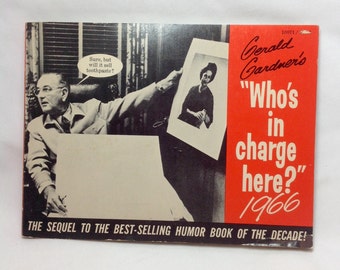 Gerald
Gardner's
"Who's
in
charge
here?"
1966
Sure, but
will it sell
toothpaste?
THE SEQUEL TO THE BEST-SELLING HUMOR BOOK OF THE DECADE!